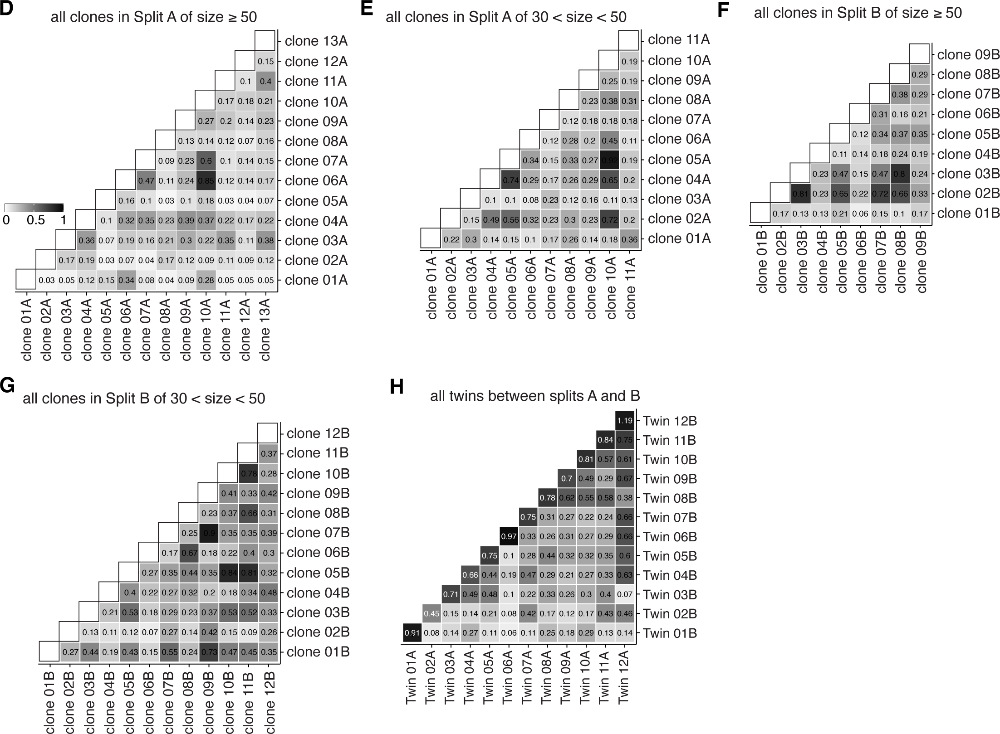 D
all clones in Split A of size ≥ 50
clone 13A
0.15 clone 12A
0.1 0.4 clone 11A
0.17 0.18 0.21 clone 10A
0.27 0.2 0.14 0.23 clone 09A
0.13 0.14 0.12 0.07 0.16 clone 08A
0.09 0.23 0.6 0.1 0.14 0.15 clone 07A
0.47 0.11 0.24 0.85 0.12 0.14 0.17 clone 06A
0.16 0.1 0.03 0.1 0.18 0.03 0.04 0.07 clone 05A
0.1 0.32 0.35 0.23 0.39 0.37 0.22 0.17 0.22 clone 04A
0.36 0.07 0.19 0.16 0.21 0.3 0.22 0.35 0.11 0.38 clone 03A
0.17 0.19 0.03 0.07 0.04 0.17 0.12 0.09 0.11 0.09 0.12 clone 02A
0.03 0.05 0.12 0.15 0.34 0.08 0.04 0.09 0.28 0.05 0.05 0.05 clone 01A
clone 01A clone 02A clone 03A clone 04A clone 05A clone 06A clone 07A clone 08A clone 09A clone 10A clone 11A clone 12A clone 13A
0 0.5 1
E
all clones in Split A of 30 < size < 50
clone 11A
0.19 clone 10A
0.25 0.19 clone 09A
0.23 0.38 0.31 clone 08A
0.12 0.18 0.18 0.18 clone 07A
0.12 0.28 0.2 0.45 0.11 clone 06A
0.34 0.15 0.33 0.27 0.92 0.19 clone 05A
0.74 0.29 0.17 0.26 0.29 0.65 0.2 clone 04A
0.1 0.1 0.08 0.23 0.12 0.16 0.11 0.13 clone 03A
0.15 0.49 0.56 0.32 0.23 0.3 0.23 0.72 0.2 clone 02A
0.22 0.3 0.14 0.15 0.1 0.17 0.26 0.14 0.18 0.36 clone 01A
clone 01A clone 02A clone 03A clone 04A clone 05A clone 06A clone 07A clone 08A clone 09A clone 10A clone 11A
F
all clones in Split B of size ≥ 50
clone 09B
0.29 clone 08B
0.38 0.29 clone 07B
0.31 0.16 0.21 clone 06B
0.12 0.34 0.37 0.35 clone 05B
0.11 0.14 0.18 0.24 0.19 clone 04B
0.23 0.47 0.15 0.47 0.8 0.24 clone 03B
0.81 0.23 0.65 0.22 0.72 0.66 0.33 clone 02B
0.17 0.13 0.13 0.21 0.06 0.15 0.1 0.17 clone 01B
clone 01B clone 02B clone 03B clone 04B clone 05B clone 06B clone 07B clone 08B clone 09B
G
all clones in Split B of 30 < size < 50
clone 12B
0.37 clone 11B
0.78 0.28 clone 10B
0.41 0.33 0.42 clone 09B
0.23 0.37 0.66 0.31 clone 08B
0.25 0.9 0.35 0.35 0.39 clone 07B
0.17 0.67 0.18 0.22 0.4 0.3 clone 06B
0.27 0.35 0.44 0.35 0.84 0.81 0.32 clone 05B
0.4 0.22 0.27 0.32 0.2 0.18 0.34 0.48 clone 04B
0.21 0.53 0.18 0.29 0.23 0.37 0.53 0.52 0.33 clone 03B
0.13 0.11 0.12 0.07 0.27 0.14 0.42 0.15 0.09 0.26 clone 02B
0.27 0.44 0.19 0.43 0.15 0.55 0.24 0.73 0.47 0.45 0.35 clone 01B
clone 01B clone 02B clone 03B clone 04B clone 05B clone 06B clone 07B clone 08B clone 09B clone 10B clone 11B clone 12B
H
all twins between splits A and B
1.19 Twin 12B
0.84 0.75 Twin 11B
0.81 0.57 0.61 Twin 10B
0.7 0.49 0.29 0.67 Twin 09B
0.78 0.62 0.55 0.58 0.38 Twin 08B
0.75 0.31 0.27 0.22 0.24 0.66 Twin 07B
0.97 0.33 0.26 0.31 0.27 0.29 0.66 Twin 06B
0.75 0.1 0.28 0.44 0.32 0.32 0.35 0.6 Twin 05B
0.66 0.44 0.19 0.47 0.29 0.21 0.27 0.33 0.63 Twin 04B
0.71 0.49 0.48 0.1 0.22 0.33 0.26 0.3 0.4 0.07 Twin 03B
0.45 0.15 0.14 0.21 0.08 0.42 0.17 0.12 0.17 0.43 0.46 Twin 02B
0.91 0.08 0.14 0.27 0.11 0.06 0.11 0.25 0.18 0.29 0.13 0.14 Twin 01B
Twin 01A Twin 02A Twin 03A Twin 04A Twin 05A Twin 06A Twin 07A Twin 08A Twin 09A Twin 10A Twin 11A Twin 12A